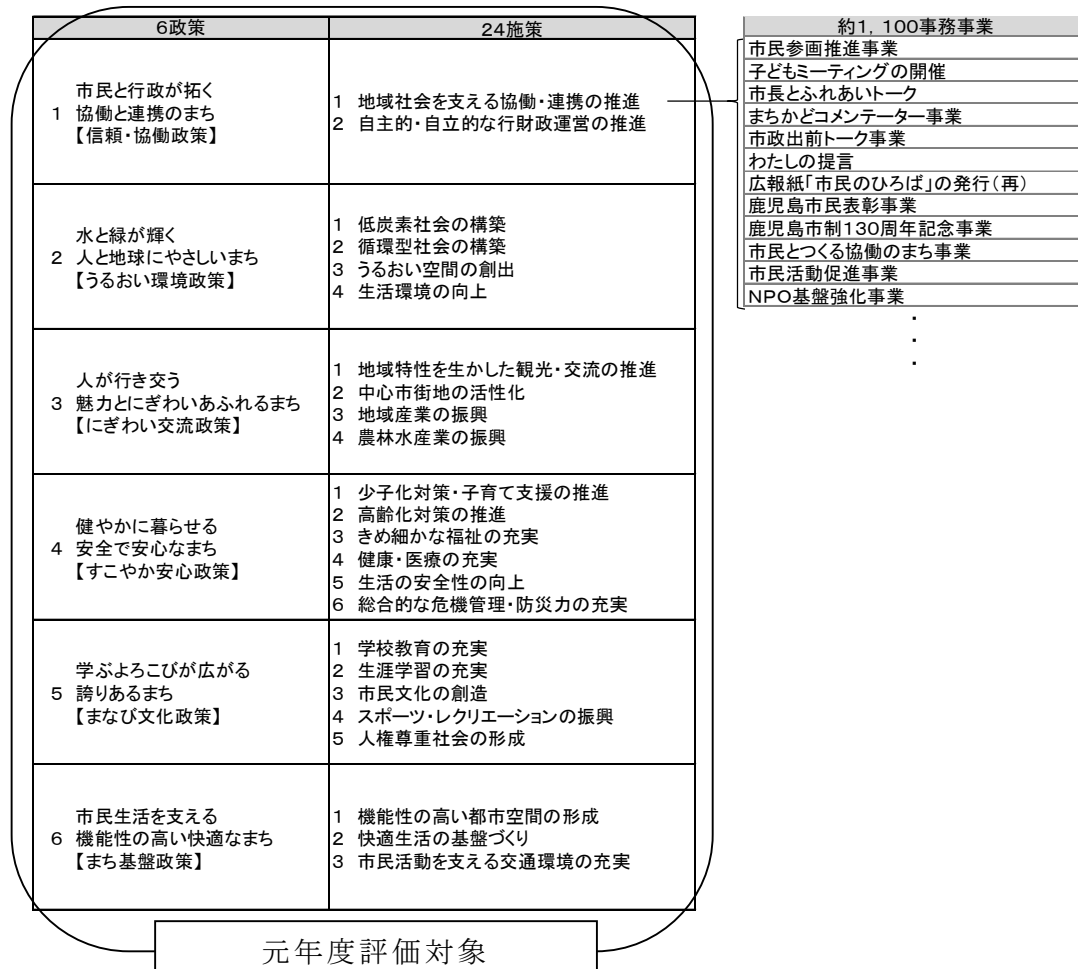 6政策
24施策
約1，100事務事業
市民と行政が拓く
1 協働と連携のまち
【信頼・協働政策】
1 地域社会を支える協働・連携の推進
2 自主的・自立的な行財政運営の推進
水と緑が輝く
2 人と地球にやさしいまち
【うるおい環境政策】
1 低炭素社会の構築
2 循環型社会の構築
3 うるおい空間の創出
4 生活環境の向上
人が行き交う
3 魅力とにぎわいあふれるまち
【にぎわい交流政策】
1 地域特性を生かした観光・交流の推進
2 中心市街地の活性化
3 地域産業の振興
4 農林水産業の振興
健やかに暮らせる
4 安全で安心なまち
【すこやか安心政策】
1 少子化対策・子育て支援の推進
2 高齢化対策の推進
3 きめ細かな福祉の充実
4 健康・医療の充実
5 生活の安全性の向上
6 総合的な危機管理・防災力の充実
学ぶよろこびが広がる
5 誇りあるまち
【まなび文化政策】
1 学校教育の充実
2 生涯学習の充実
3 市民文化の創造
4 スポーツ・レクリエーションの振興
5 人権尊重社会の形成
市民生活を支える
6 機能性の高い快適なまち
【まち基盤政策】
1 機能性の高い都市空間の形成
2 快適生活の基盤づくり
3 市民活動を支える交通環境の充実
元年度評価対象
市民参画推進事業
子どもミーティングの開催
市長とふれあいトーク
まちかどコメンテーター事業
市政出前トーク事業
わたしの提言
広報紙「市民のひろば」の発行（再）
鹿児島市民表彰事業
鹿児島市制130周年記念事業
市民とつくる協働のまち事業
市民活動促進事業
NPO基盤強化事業
・
・
・